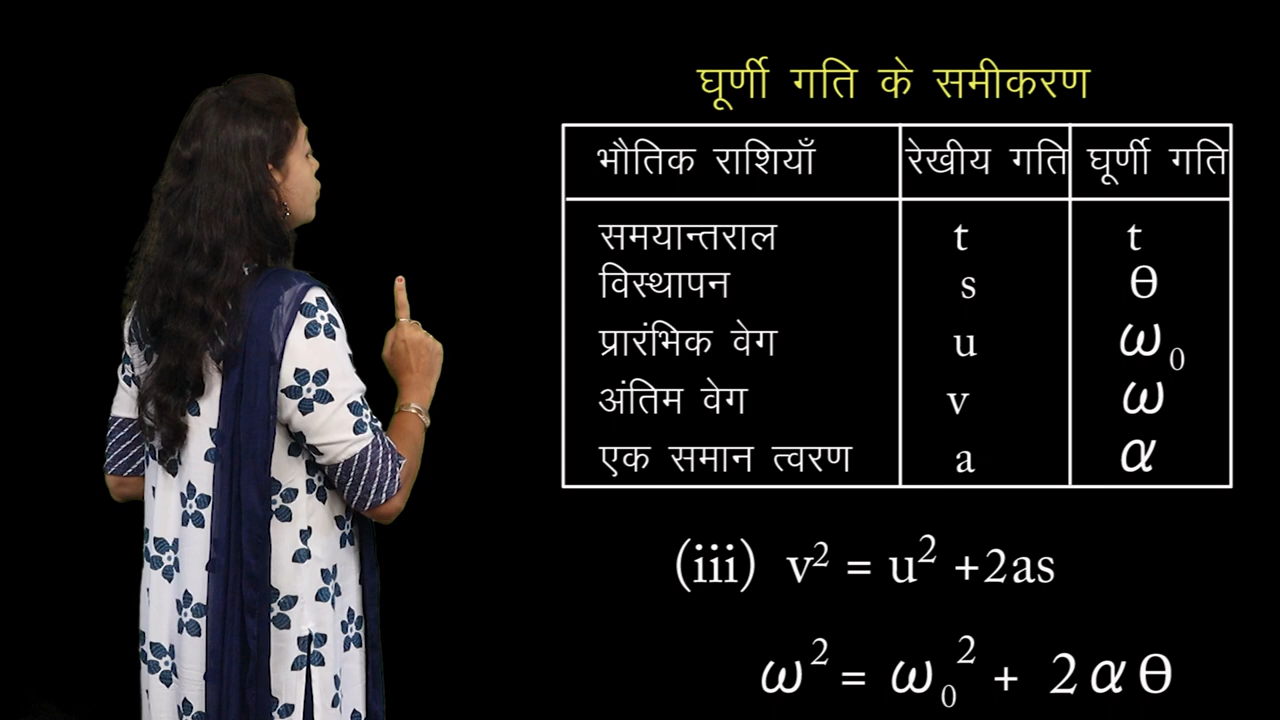 घूर्णी गति के समीकरण
भौतिक राशियाँ रेखीय गति घूर्णी गति
समयान्तराल t t
विस्थापन s θ
प्रारंभिक वेग u ω₀
अंतिम वेग v ω
एक समान त्वरण a α
(iii) v² = u² +2as
ω² = ω₀² + 2αθ